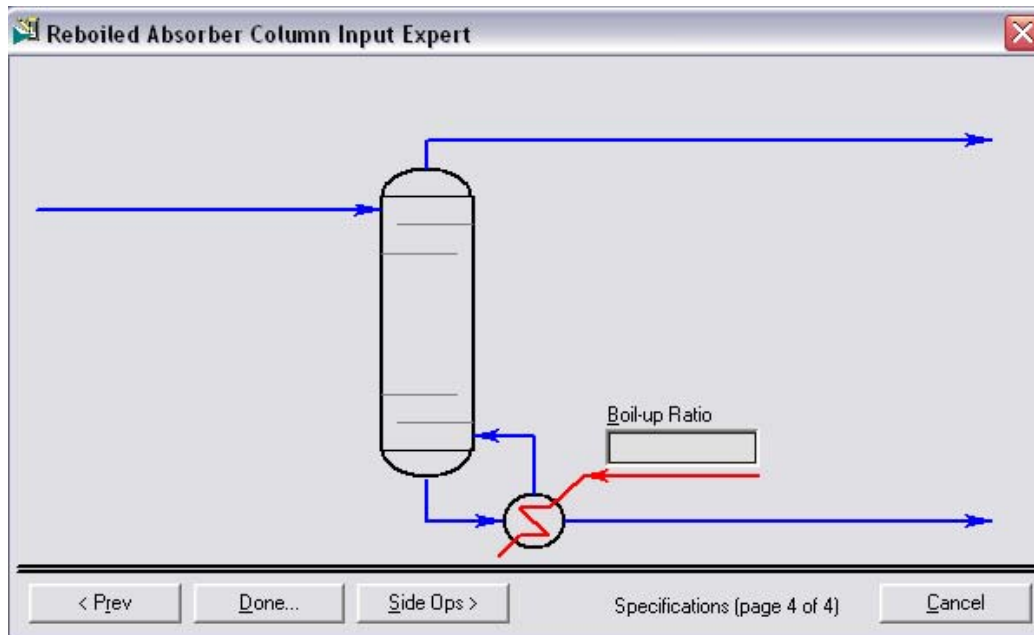 Reboiled Absorber Column Input Expert
Boil-up Ratio
< Prev
Done...
Side Ops >
Specifications (page 4 of 4)
Cancel